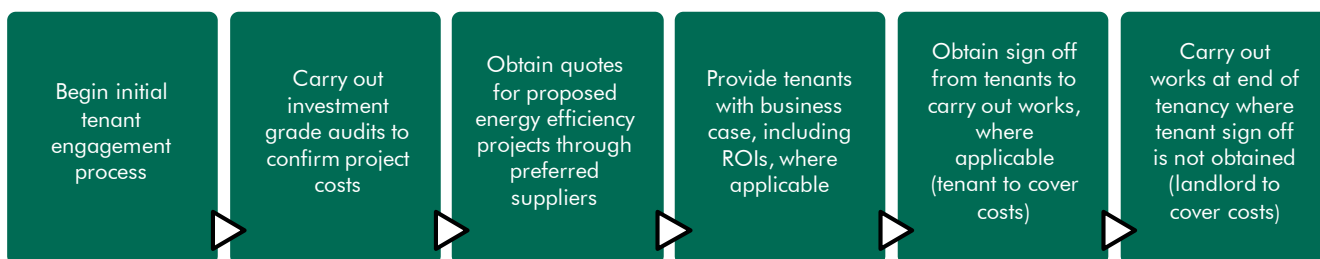 Begin initial
tenant
engagement
process
Carry out
investment
grade audits to
confirm project
costs
Obtain quotes
for proposed
energy efficiency
projects through
preferred
suppliers
Provide tenants
with business
case, including
ROIs, where
applicable
Obtain sign off
from tenants to
carry out works,
where
applicable
(tenant to cover
costs)
Carry out
works at end of
tenancy where
tenant sign off
is not obtained
(landlord to
cover costs)